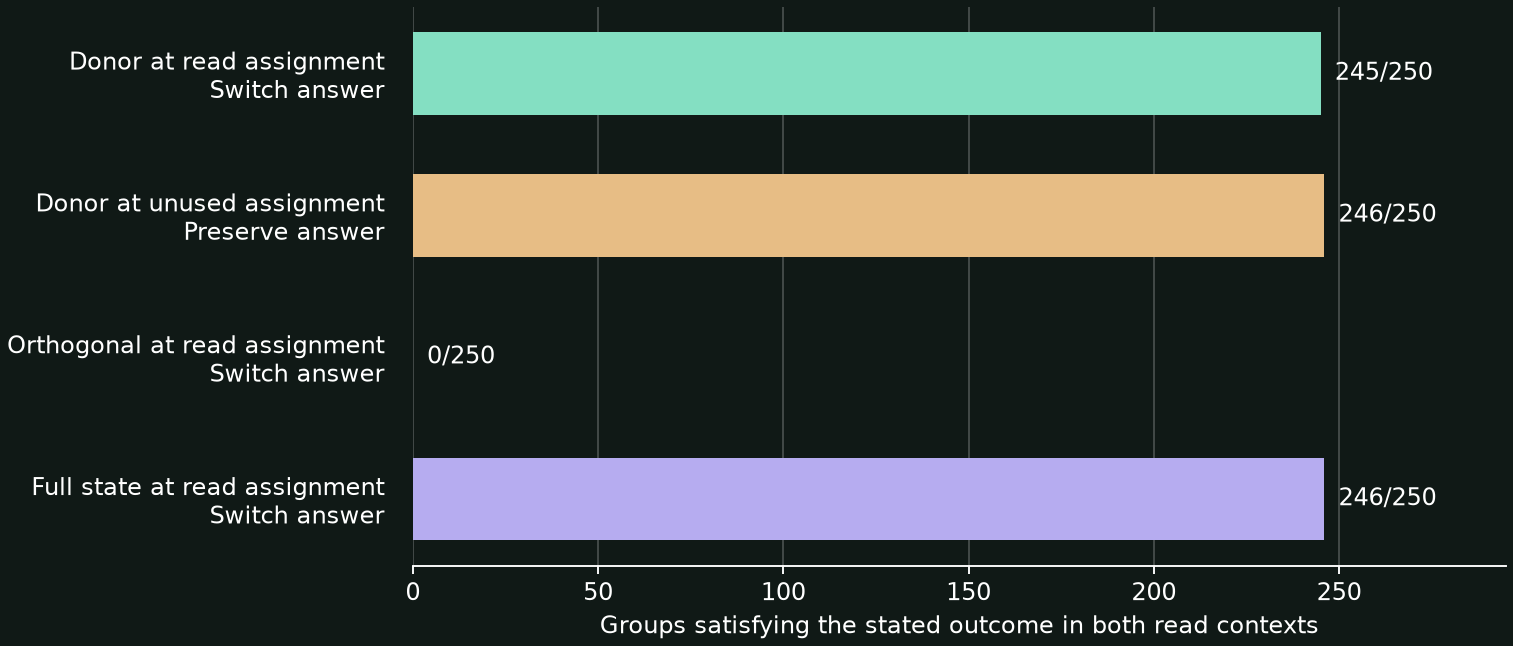 Donor at read assignment
Switch answer
245/250
Donor at unused assignment
Preserve answer
246/250
Orthogonal at read assignment
Switch answer
0/250
Full state at read assignment
Switch answer
246/250
0 50 100 150 200 250
Groups satisfying the stated outcome in both read contexts